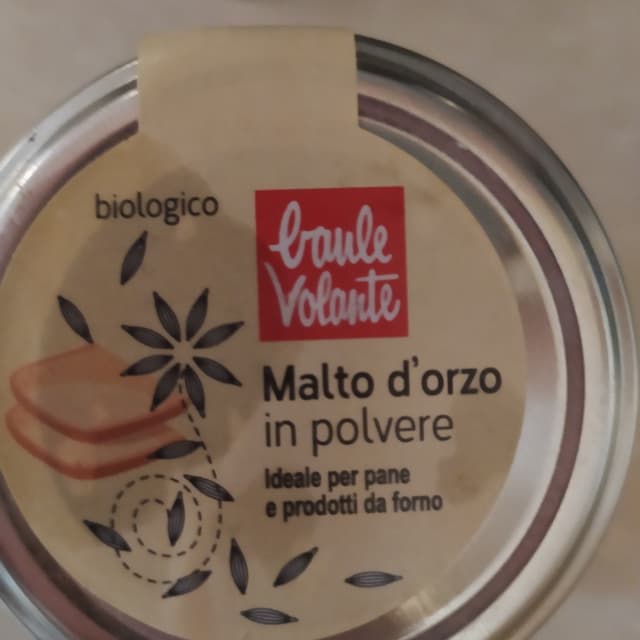 biologico
baule
volante
Malto d'orzo
in polvere
Ideale per pane
e prodotti da forno